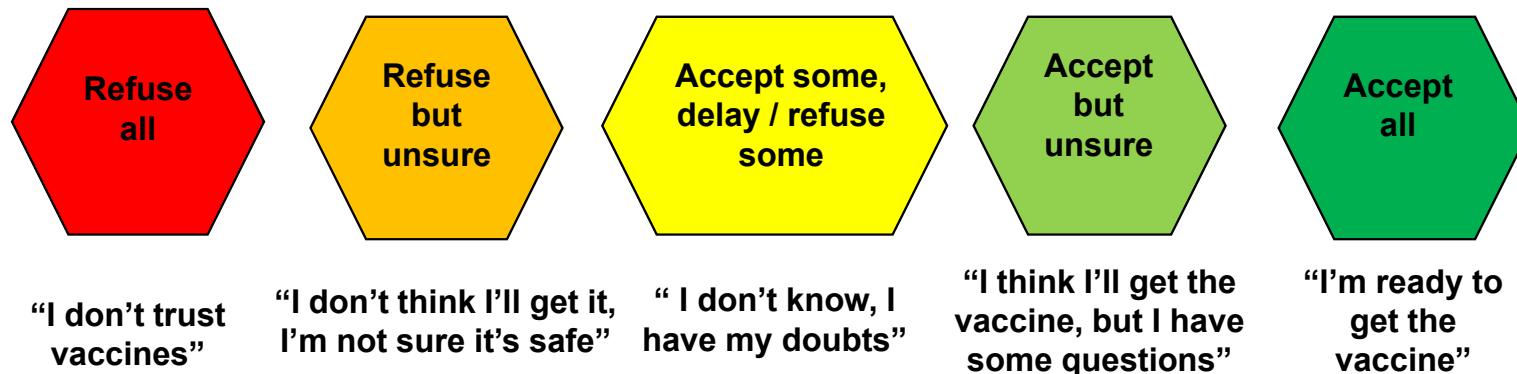 Refuse
all
Refuse
but
unsure
Accept some,
delay / refuse
some
Accept
but
unsure
Accept
all
“I don’t trust
vaccines”
“I don’t think I’ll get it,
I’m not sure it’s safe”
“ I don’t know, I
have my doubts”
“I think I’ll get the
vaccine, but I have
some questions”
“I’m ready to
get the
vaccine”